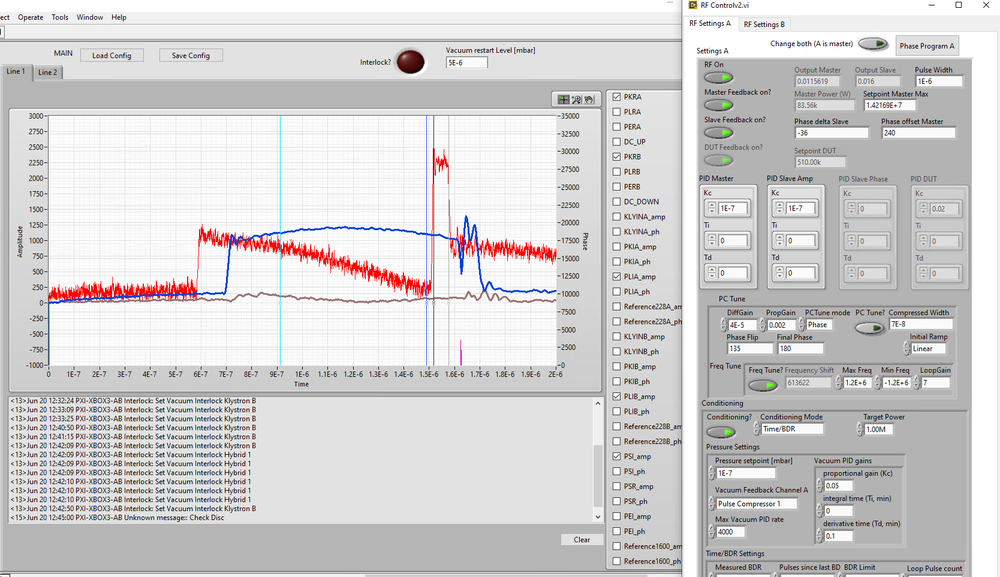 RF Controlv2.vi
ect Operate Tools Window Help
MAIN Load Config Save Config
Interlock?
Vacuum restart Level [mbar]
5E-6
Line 1 Line 2
3000
2750
2500
2250
2000
1750
1500
1250
1000
750
500
250
0
-250
-500
-750
-1000
Amplitude
35000
32500
30000
27500
25000
22500
20000
17500
15000
12500
10000
7500
5000
2500
0
Phase
0 1E-7 2E-7 3E-7 4E-7 5E-7 6E-7 7E-7 8E-7 9E-7 1E-6 1.1E-6 1.2E-6 1.3E-6 1.4E-6 1.5E-6 1.6E-6 1.7E-6 1.8E-6 1.9E-6 2E-6
Time
<13>Jun 20 12:32:24 PXI-XBOX3-AB Interlock: Set Vacuum Interlock Klystron B
<13>Jun 20 12:33:09 PXI-XBOX3-AB Interlock: Set Vacuum Interlock Klystron B
<13>Jun 20 12:33:25 PXI-XBOX3-AB Interlock: Set Vacuum Interlock Klystron B
<13>Jun 20 12:40:50 PXI-XBOX3-AB Interlock: Set Vacuum Interlock Klystron B
<13>Jun 20 12:41:15 PXI-XBOX3-AB Interlock: Set Vacuum Interlock Klystron B
<13>Jun 20 12:42:09 PXI-XBOX3-AB Interlock: Set Vacuum Interlock Klystron B
<13>Jun 20 12:42:09 PXI-XBOX3-AB Interlock: Set Vacuum Interlock Hybrid 1
<13>Jun 20 12:42:09 PXI-XBOX3-AB Interlock: Set Vacuum Interlock Hybrid 1
<13>Jun 20 12:42:09 PXI-XBOX3-AB Interlock: Set Vacuum Interlock Hybrid 1
<13>Jun 20 12:42:10 PXI-XBOX3-AB Interlock: Set Vacuum Interlock Hybrid 1
<13>Jun 20 12:42:10 PXI-XBOX3-AB Interlock: Set Vacuum Interlock Hybrid 1
<13>Jun 20 12:42:10 PXI-XBOX3-AB Interlock: Set Vacuum Interlock Hybrid 1
<13>Jun 20 12:42:50 PXI-XBOX3-AB Interlock: Set Vacuum Interlock Klystron B
<15>Jun 20 12:45:00 PXI-XBOX3-AB Unknown message:: Check Disc
Clear
PKRA
PLRA
PERA
DC_UP
PKRB
PLRB
PERB
DC_DOWN
KLYINA_amp
KLYINA_ph
PKIA_amp
PKIA_ph
PLIA_amp
PLIA_ph
Reference228A_am
Reference228A_ph
KLYINB_amp
KLYINB_ph
PKIB_amp
PKIB_ph
PLIB_amp
PLIB_ph
Reference228B_am
Reference228B_ph
PSI_amp
PSI_ph
PSR_amp
PSR_ph
PEI_amp
PEI_ph
Reference1600_am
Reference1600_ph
RF Settings A RF Settings B
Change both (A is master) Phase Program A
Settings A
RF On
Output Master Output Slave Pulse Width
0.0115619 0.016 1E-6
Master Feedback on? Master Power (W) Setpoint Master Max
83.56k 1.42169E+7
Slave Feedback on? Phase delta Slave Phase offset Master
-36 240
DUT Feedback on? Setpoint DUT
510.00k
PID Master PID Slave Amp PID Slave Phase PID DUT
Kc Kc Kc Kc
1E-7 1E-7 0 0.02
Ti Ti Ti Ti
0 0 0 0
Td Td Td Td
0 0 0 0
PC Tune
DiffGain PropGain PCTune mode PC Tune? Compressed Width
4E-5 0.002 Phase 7E-8
Phase Flip Final Phase Initial Ramp
135 180 Linear
Freq Tune
Freq Tune? Frequency Shift Max Freq Min Freq LoopGain
613622 1.2E+6 -1.2E+6 7
Conditioning
Conditioning? Conditioning Mode Target Power
Time/BDR 1.00M
Pressure Settings
Pressure setpoint [mbar] Vacuum PID gains
1E-7
proportional gain (Kc)
0.05
Vacuum Feedback Channel A
Pulse Compressor 1
integral time (Ti, min)
0
Max Vacuum PID rate
4000
derivative time (Td, min)
0.1
Time/BDR Settings
Measured BDR Pulses since last BD BDR Limit Loop Pulse count